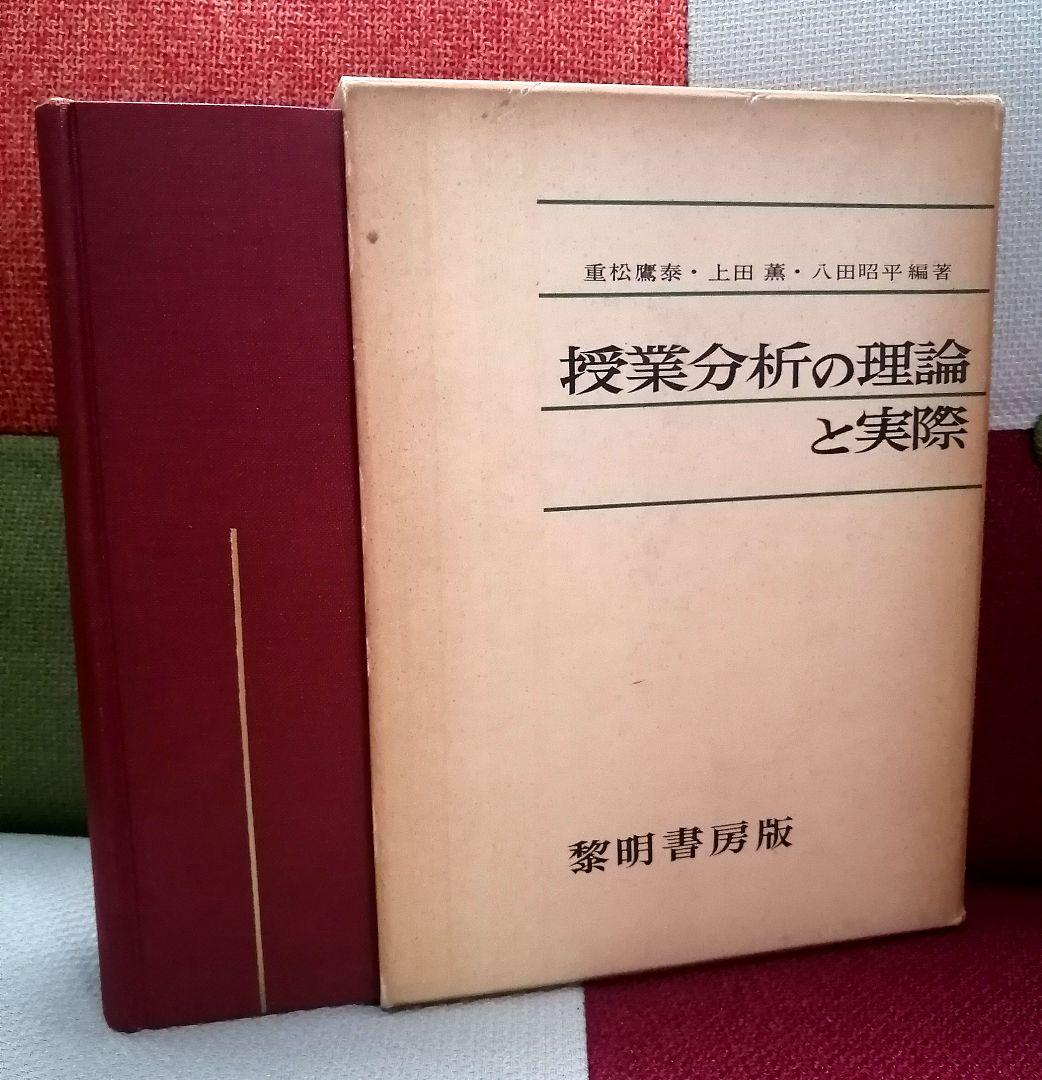 重松鷹泰・上田 薫・八田昭平編著
授業分析の理論
と実際
黎明書房版